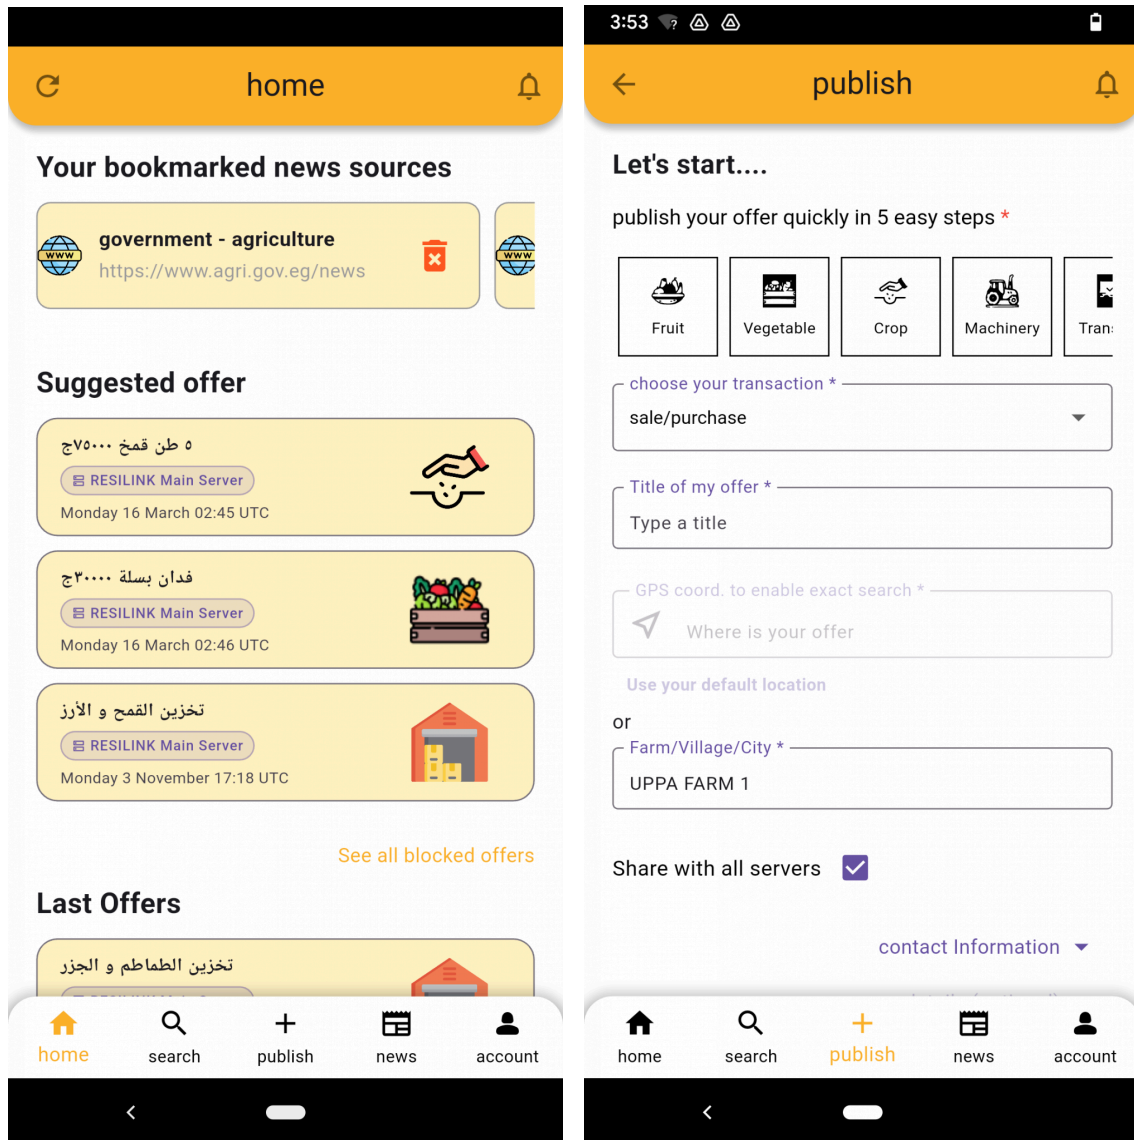 home
Your bookmarked news sources
WWW
government - agriculture
https://www.agri.gov.eg/news
WWW
Suggested offer
٥ طن قمخ ٧٥٠٠٠ج
RESILINK Main Server
Monday 16 March 02:45 UTC
فدان بسلة ٣٠٠٠٠ج
RESILINK Main Server
Monday 16 March 02:46 UTC
تخزين القمح و الأرز
RESILINK Main Server
Monday 3 November 17:18 UTC
See all blocked offers
Last Offers
تخزين الطماطم و الجزر
home
search
publish
news
account
3:53
publish
Let's start....
publish your offer quickly in 5 easy steps *
Fruit
Vegetable
Crop
Machinery
Trans
choose your transaction *
sale/purchase
Title of my offer *
Type a title
GPS coord. to enable exact search *
Where is your offer
Use your default location
or
Farm/Village/City *
UPPA FARM 1
Share with all servers
contact Information
home
search
publish
news
account